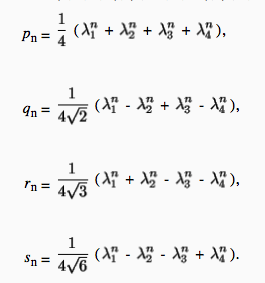 pₙ = 1/4 (λ₁ⁿ + λ₂ⁿ + λ₃ⁿ + λ₄ⁿ),
qₙ = 1/(4√2) (λ₁ⁿ - λ₂ⁿ + λ₃ⁿ - λ₄ⁿ),
rₙ = 1/(4√3) (λ₁ⁿ + λ₂ⁿ - λ₃ⁿ - λ₄ⁿ),
sₙ = 1/(4√6) (λ₁ⁿ - λ₂ⁿ - λ₃ⁿ + λ₄ⁿ).